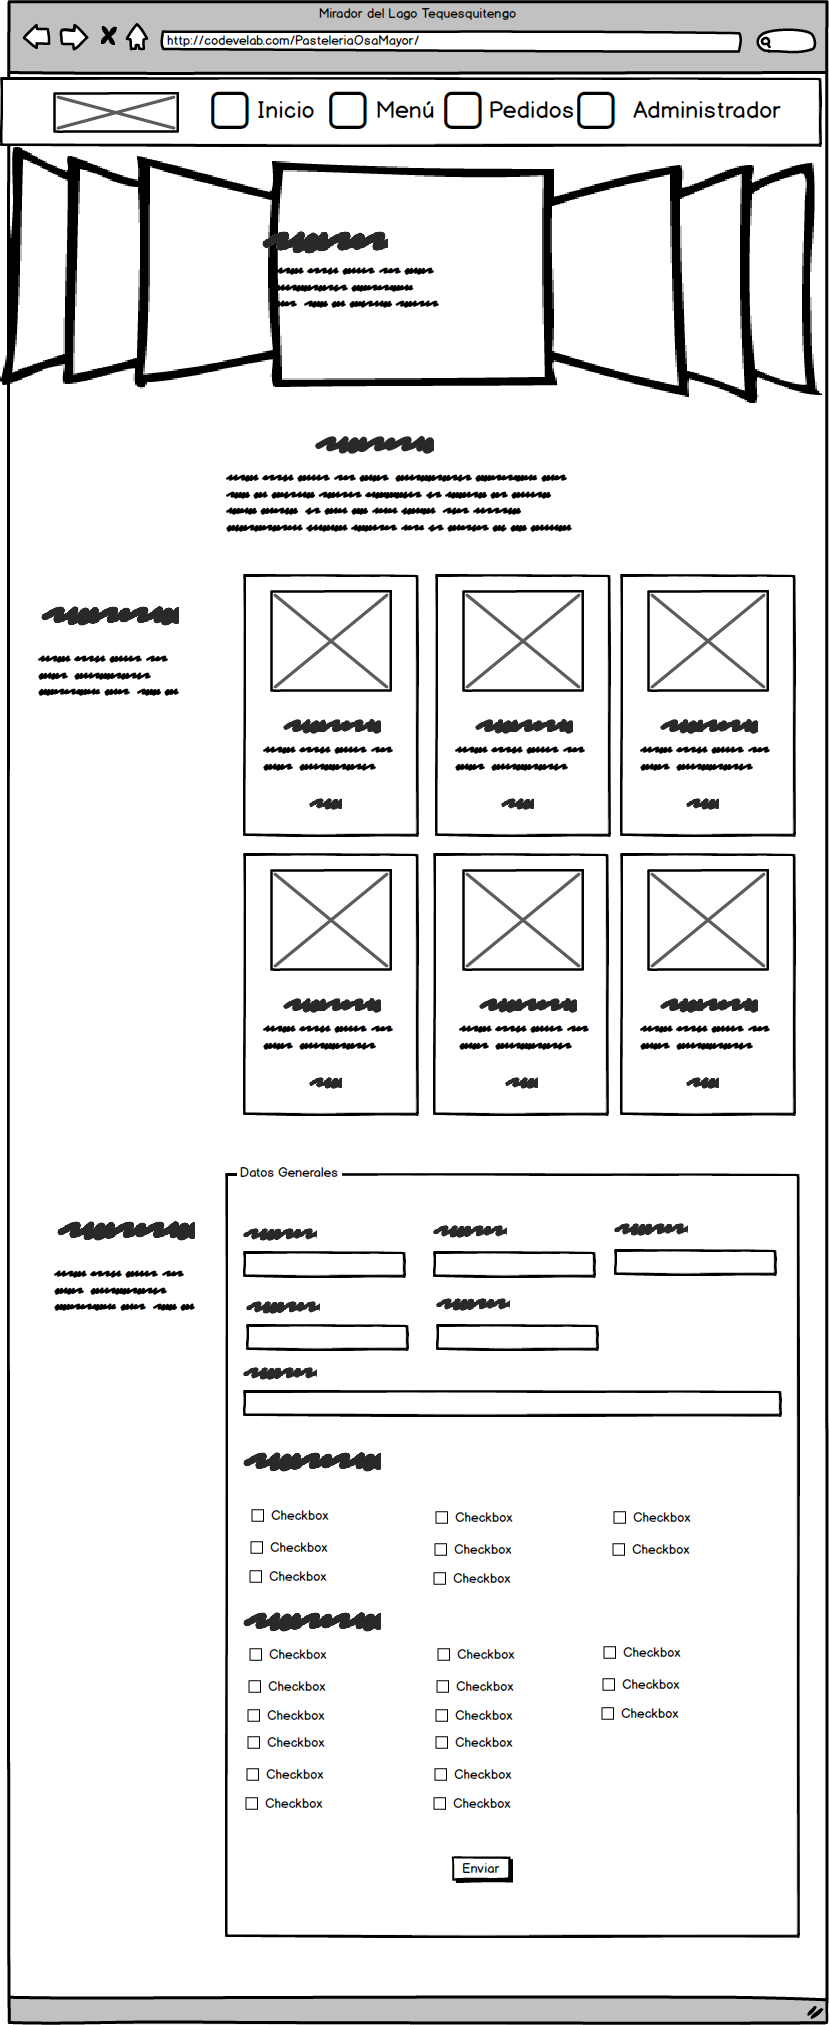 Mirador del Lago Tequesquitengo
http://codevelab.com/PasteleriaOsaMayor/
Inicio Menú Pedidos Administrador
Datos Generales
Checkbox Checkbox Checkbox
Checkbox Checkbox Checkbox
Checkbox Checkbox
Checkbox Checkbox Checkbox
Checkbox Checkbox Checkbox
Checkbox Checkbox Checkbox
Checkbox Checkbox
Checkbox Checkbox
Checkbox Checkbox
Enviar